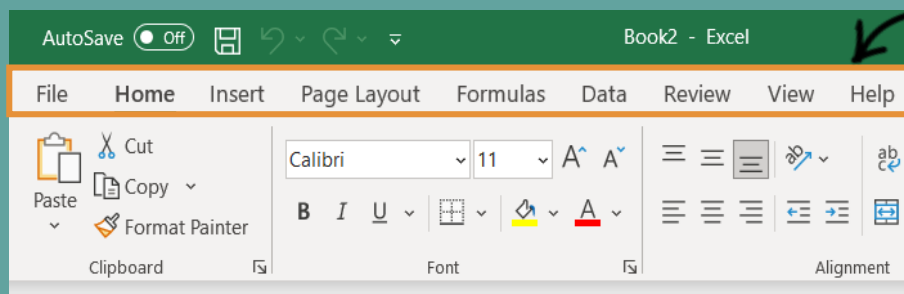 AutoSave Off Book2 - Excel
File Home Insert Page Layout Formulas Data Review View Help
Cut
Calibri 11 A A
ab
Copy
Paste
c
B I U A
Format Painter
Clipboard Font Alignment